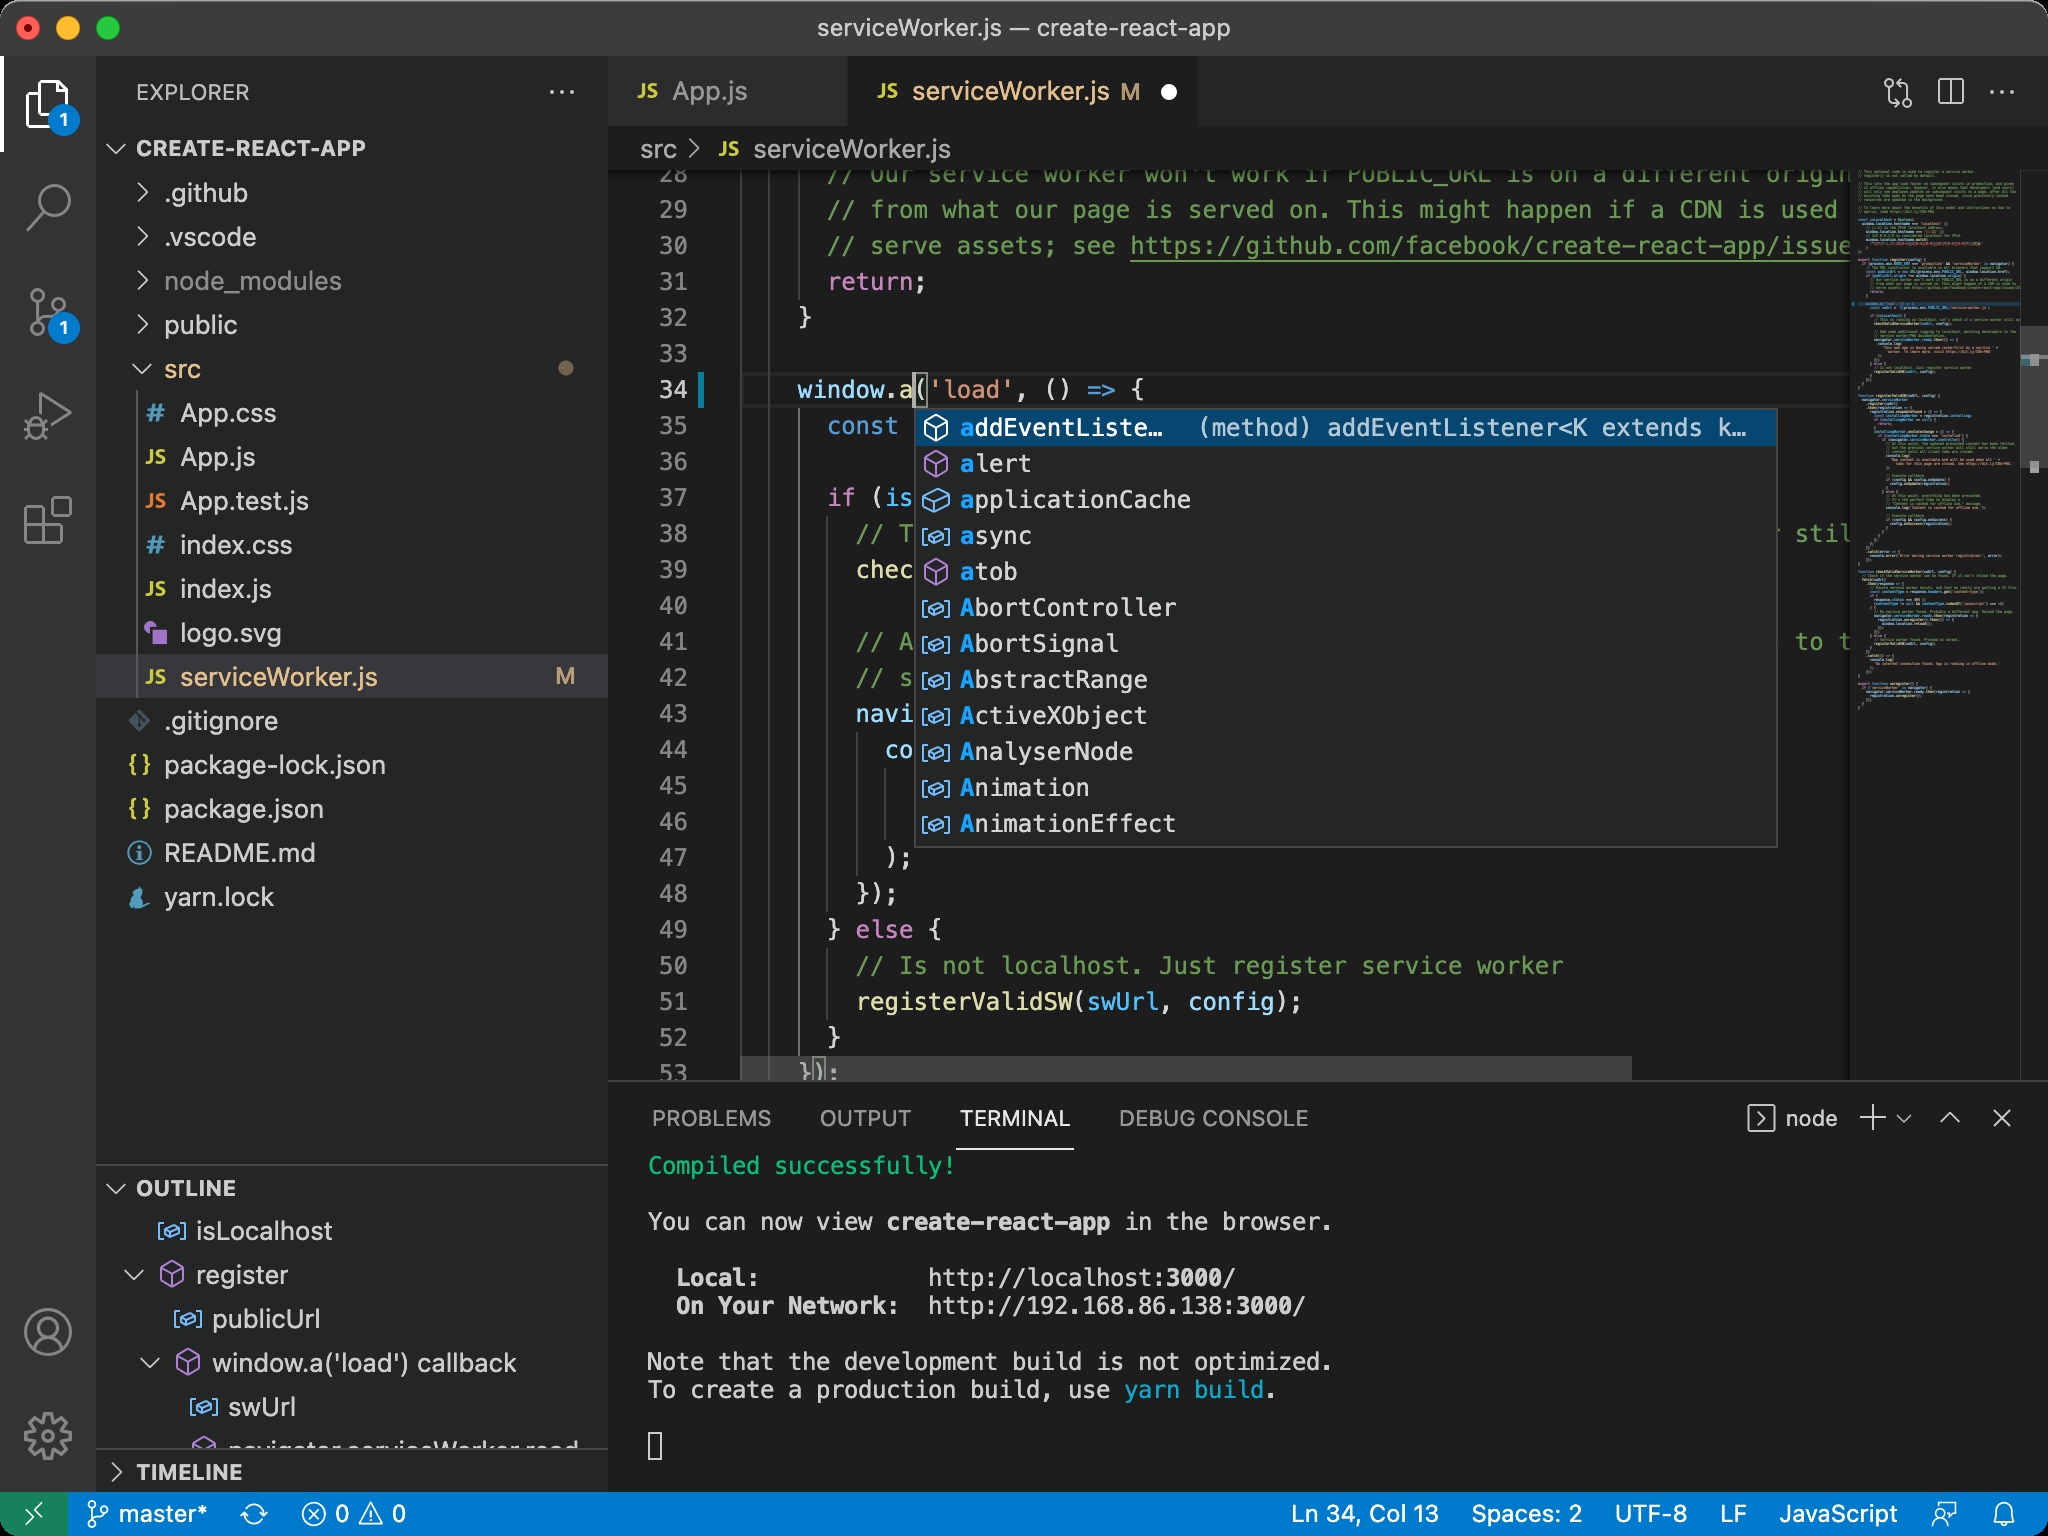 serviceWorker.js — create-react-app
EXPLORER
1
1
CREATE-REACT-APP
.github
.vscode
node_modules
public
src
# App.css
JS App.js
JS App.test.js
# index.css
JS index.js
logo.svg
JS serviceWorker.js M
.gitignore
{} package-lock.json
{} package.json
README.md
yarn.lock
OUTLINE
isLocalhost
register
publicUrl
window.a('load') callback
swUrl
TIMELINE
JS App.js
JS serviceWorker.js M
src > JS serviceWorker.js
28 // Our service worker won't work if PUBLIC_URL is on a different origin
29 // from what our page is served on. This might happen if a CDN is used
30 // serve assets; see https://github.com/facebook/create-react-app/issue
31 return;
32 }
33
34 window.a('load', () => {
35 const
36
37 if (is
38 // T stil
39 chec
40
41 // A to t
42 // s
43 navi
44 co
45
46
47 );
48 });
49 } else {
50 // Is not localhost. Just register service worker
51 registerValidSW(swUrl, config);
52 }
53 });
addEventListe… (method) addEventListener<K extends k…
alert
applicationCache
async
atob
AbortController
AbortSignal
AbstractRange
ActiveXObject
AnalyserNode
Animation
AnimationEffect
PROBLEMS OUTPUT TERMINAL DEBUG CONSOLE
node
Compiled successfully!
You can now view create-react-app in the browser.
Local: http://localhost:3000/
On Your Network: http://192.168.86.138:3000/
Note that the development build is not optimized.
To create a production build, use yarn build.
master* 0 0 Ln 34, Col 13 Spaces: 2 UTF-8 LF JavaScript